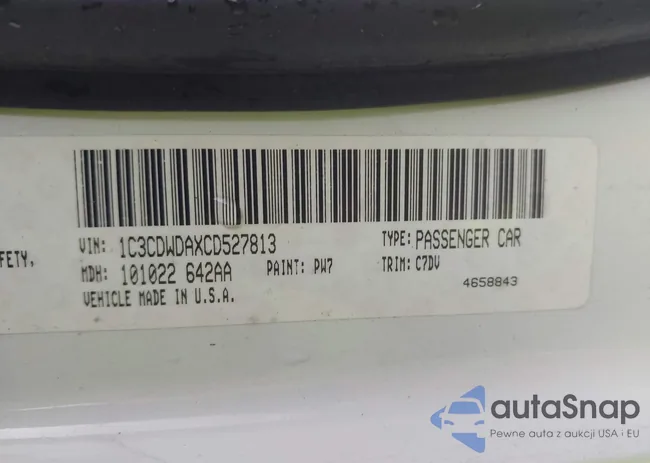 FETY,
VIN: 1C3CDWDAXCD527813 TYPE: PASSENGER CAR
MDH: 101022 642AA PAINT: PW7 TRIM: C7DV
VEHICLE MADE IN U.S.A. 4658843
autaSnap
Pewne auta z aukcji USA i EU